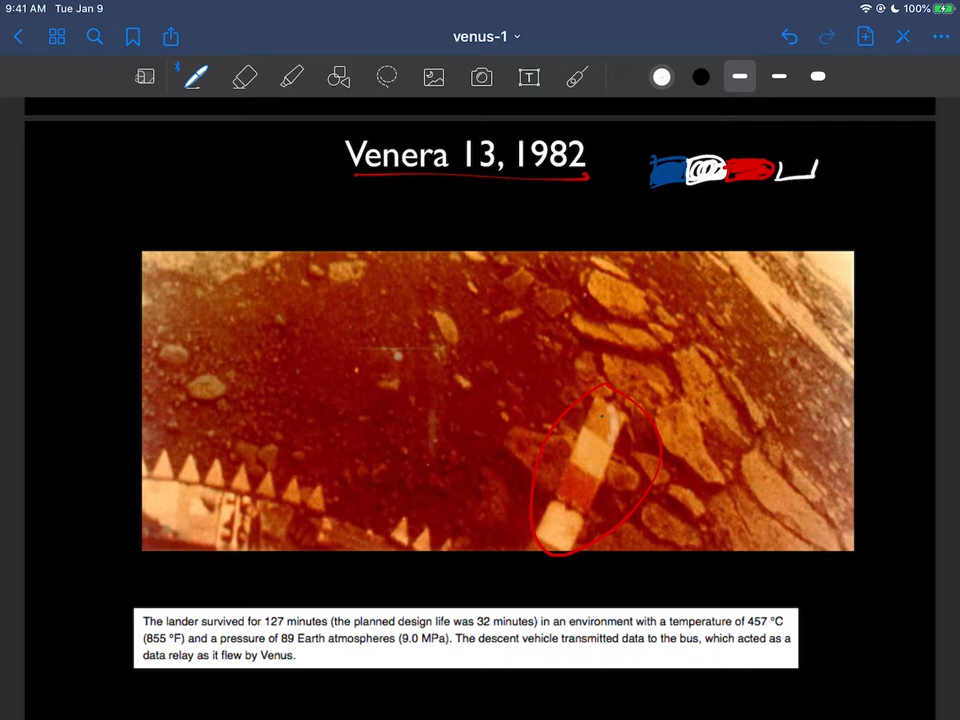 9:41 AM Tue Jan 9
100%
venus-1
T
Venera 13, 1982
The lander survived for 127 minutes (the planned design life was 32 minutes) in an environment with a temperature of 457 °C
(855 °F) and a pressure of 89 Earth atmospheres (9.0 MPa). The descent vehicle transmitted data to the bus, which acted as a
data relay as it flew by Venus.